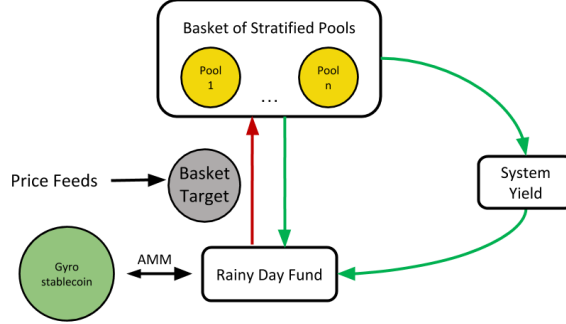 Basket of Stratified Pools
Pool
1
...
Pool
n
Price Feeds
Basket
Target
System
Yield
Gyro
stablecoin
AMM
Rainy Day Fund